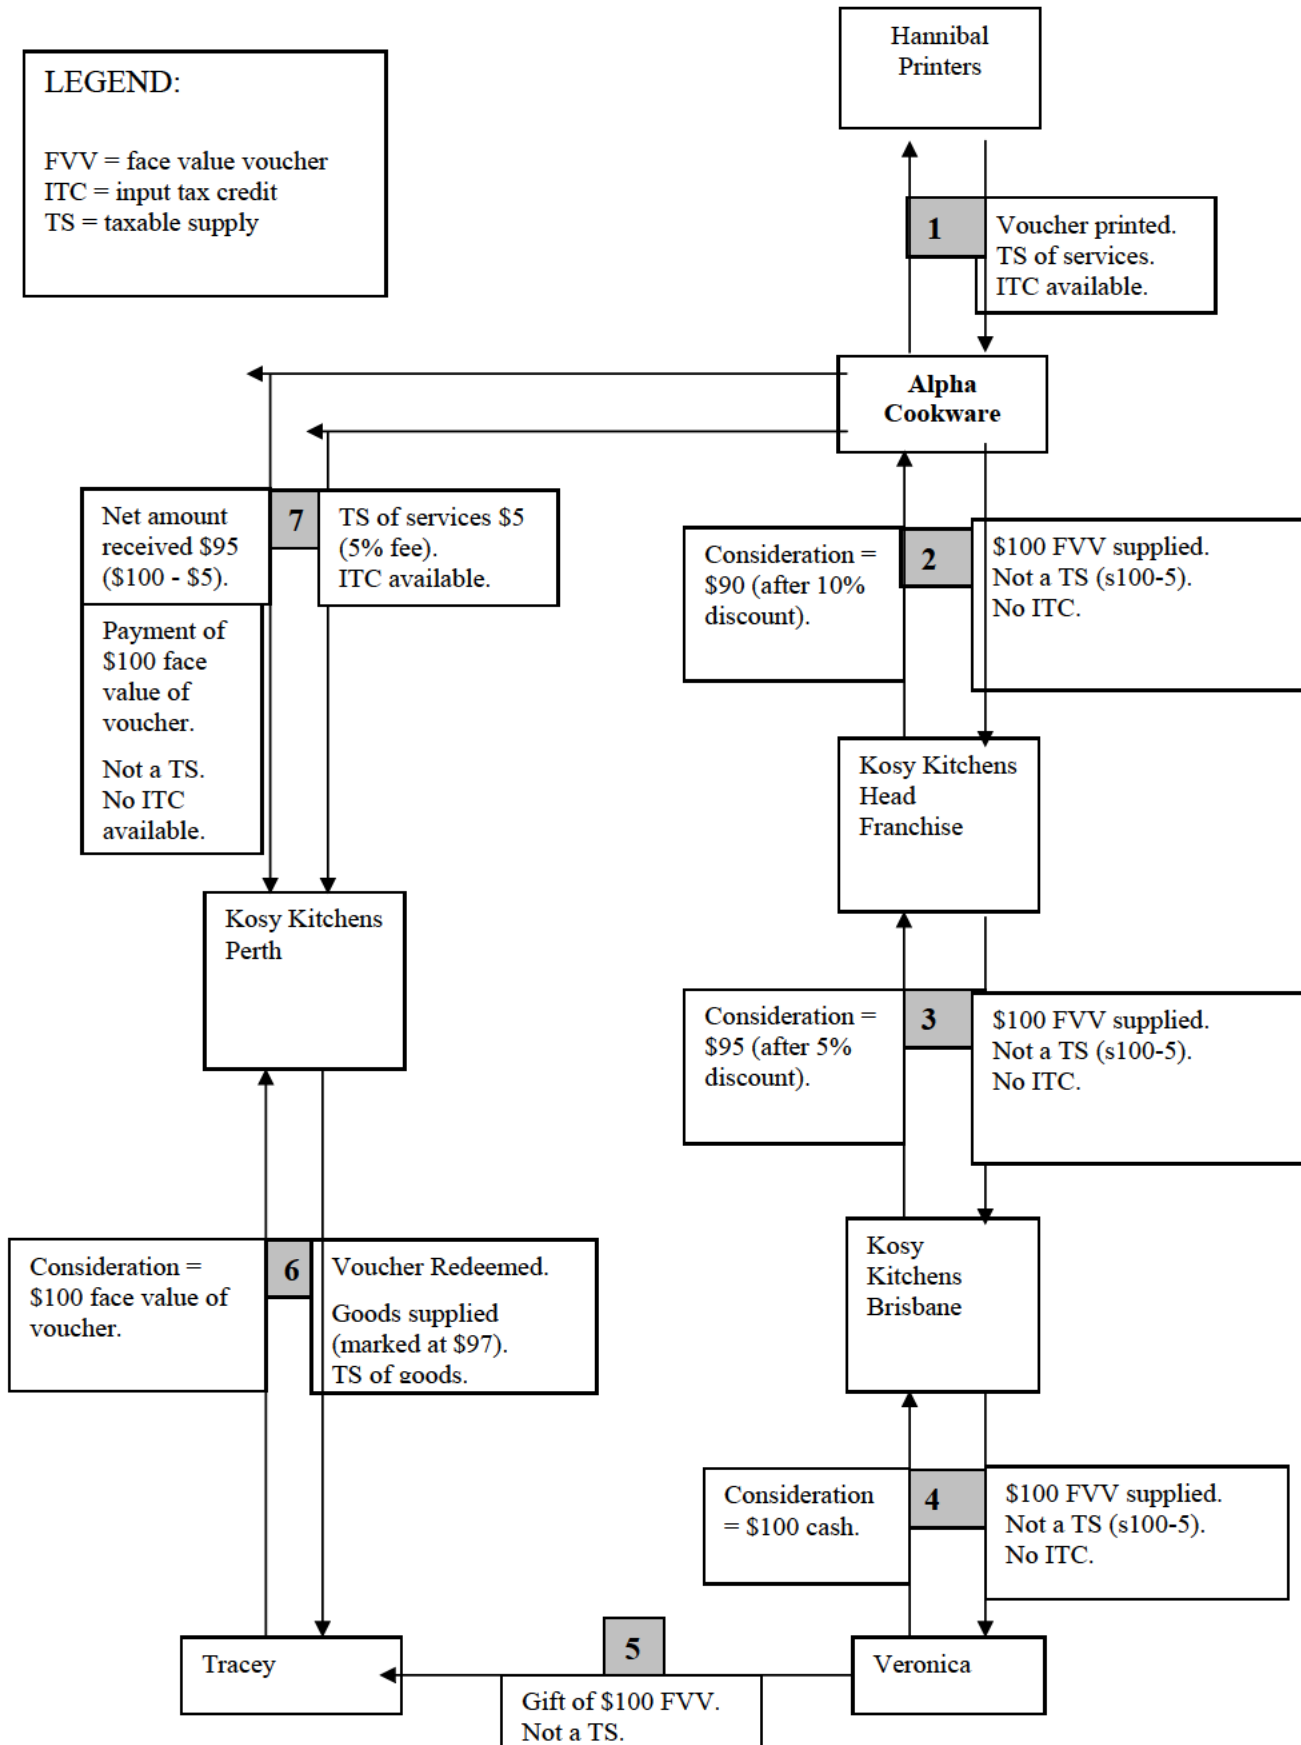 Hannibal
Printers
LEGEND:
FVV = face value voucher
ITC = input tax credit
TS = taxable supply
1
Voucher printed.
TS of services.
ITC available.
Alpha
Cookware
Net amount
received $95
($100 - $5).
7
TS of services $5
(5% fee).
ITC available.
Payment of
$100 face
value of
voucher.
Not a TS.
No ITC
available.
Consideration =
$90 (after 10%
discount).
2
$100 FVV supplied.
Not a TS (s100-5).
No ITC.
Kosy Kitchens
Head
Franchise
Kosy Kitchens
Perth
Consideration =
$95 (after 5%
discount).
3
$100 FVV supplied.
Not a TS (s100-5).
No ITC.
Kosy
Kitchens
Brisbane
Consideration =
$100 face value of
voucher.
6
Voucher Redeemed.
Goods supplied
(marked at $97).
TS of goods.
Consideration
= $100 cash.
4
$100 FVV supplied.
Not a TS (s100-5).
No ITC.
Tracey
5
Veronica
Gift of $100 FVV.
Not a TS.